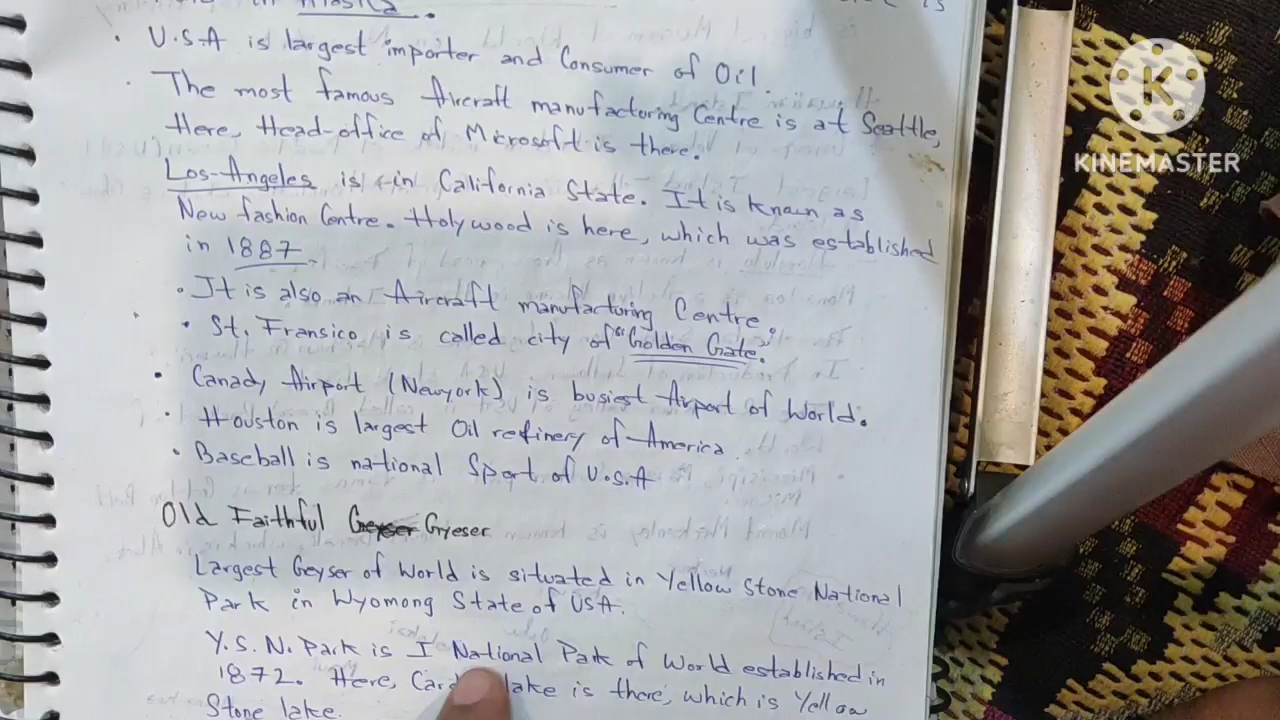 in Alaska.
is
• U.S.A is largest importer and Consumer of Oil.
• The most famous Aircraft manufactoring Centre is at Seattle,
Here, Head-office of Microsoft is there.
Los-Angeles is in California State. It is known as
New fashion Centre. Holywood is here, which was established
in 1887
• It is also an Aircraft manufacturing Centre.
• St. Fransico is called city of "Golden Gate."
• Canady Airport (Newyork) is busiest Airport of World.
• Houston is largest Oil refinery of America.
• Baseball is national Sport of U.S.A
Old Faithful Geyser Gyeser
Largest Geyser of World is situated in Yellow Stone National
Park in Wyomong State of USA.
Y.S.N. Park is I National Park of World established in
1872. Here, lake is there, which is Yellow
Stone lake.
K
KINEMASTER